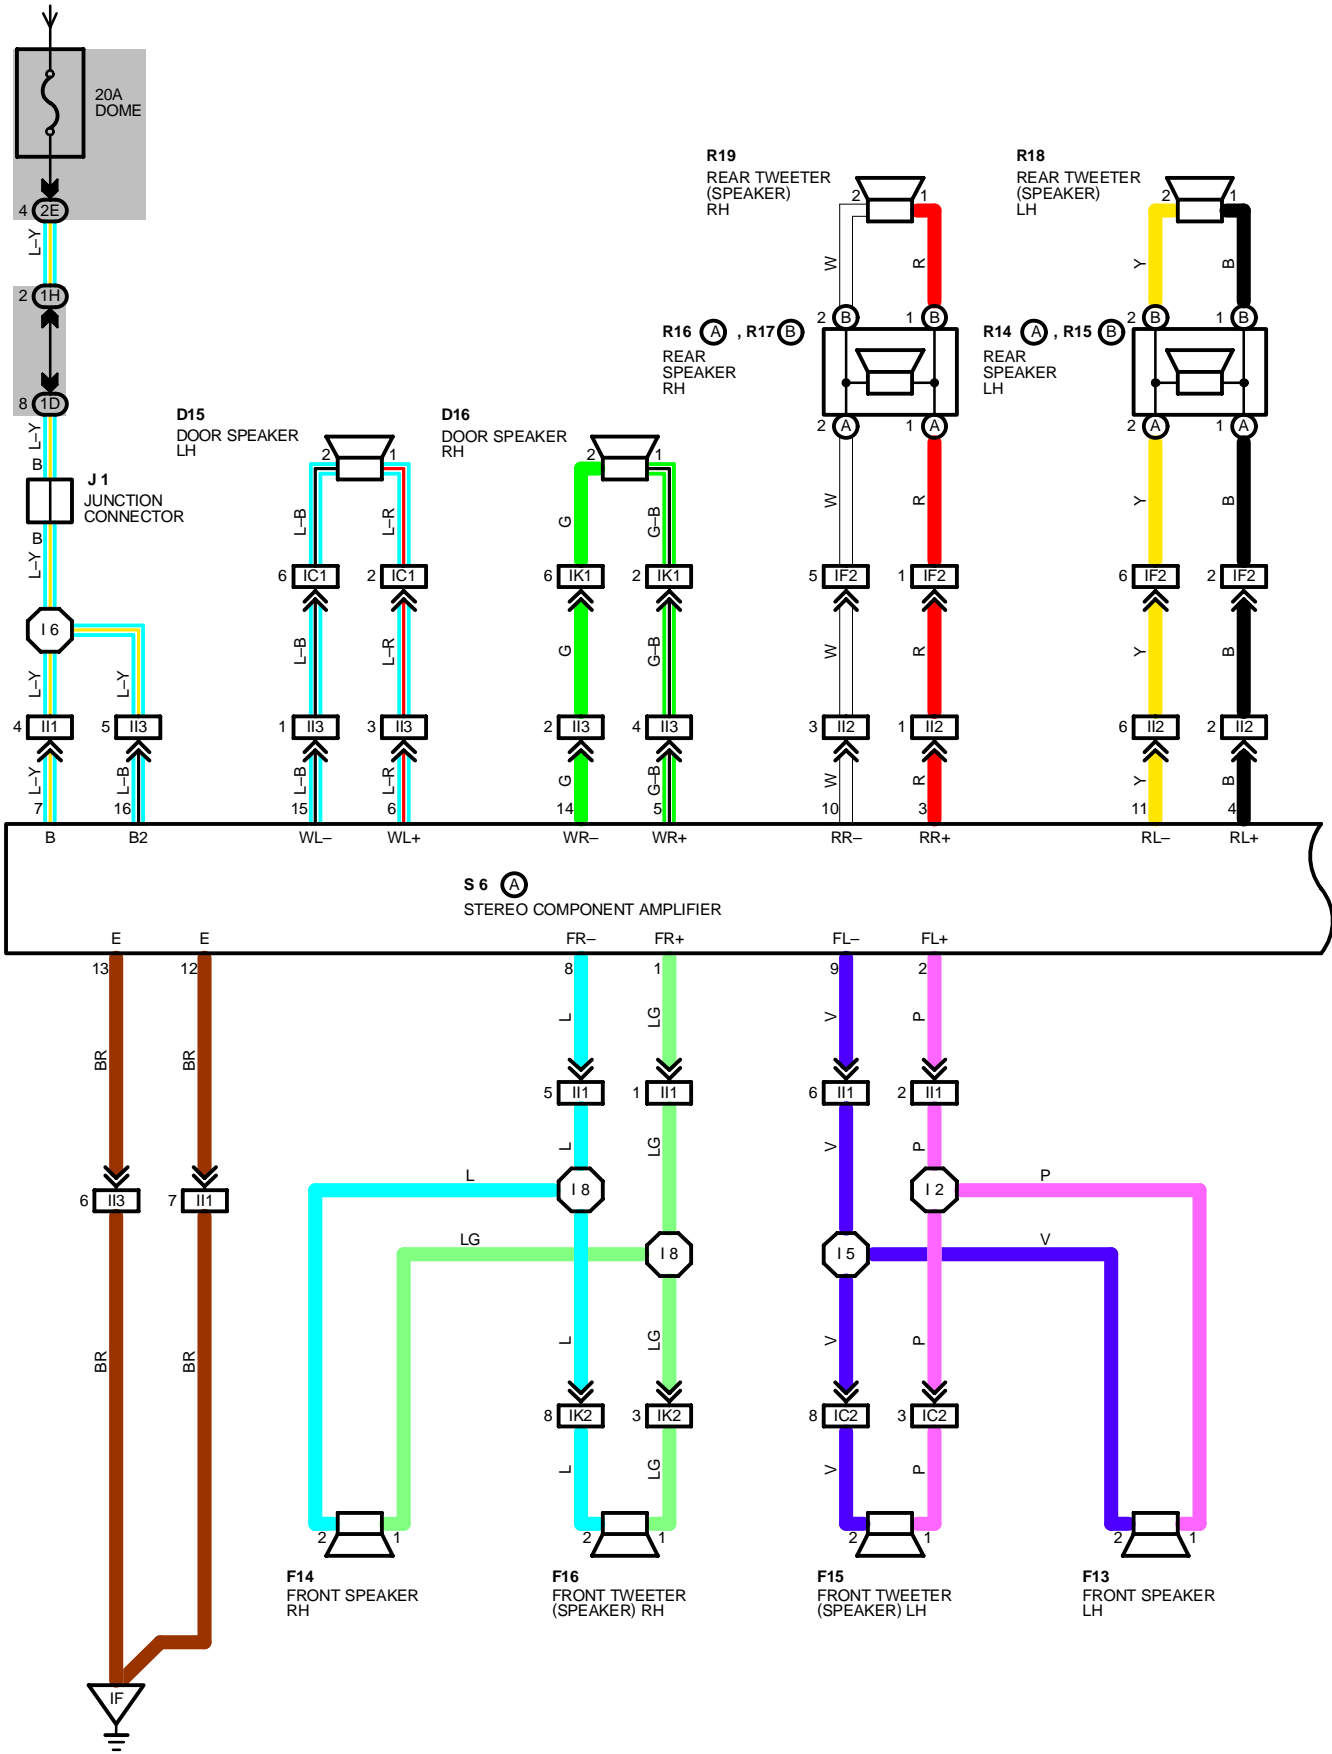 20A
DOME
4 2E
L–Y
2 1H
8 1D
L–Y
B
J 1
JUNCTION
CONNECTOR
B
L–Y
I 6
L–Y
L–Y
4 II1
5 II3
L–Y
L–B
7
16
D15
DOOR SPEAKER
LH
2
1
L–B
L–R
6 IC1
2 IC1
L–B
L–R
1 II3
3 II3
L–B
L–R
15
6
D16
DOOR SPEAKER
RH
2
1
G
G–B
6 IK1
2 IK1
G
G–B
2 II3
4 II3
G
G–B
14
5
R19
REAR TWEETER
(SPEAKER)
RH
2
1
W
R
2 B
1 B
R16 A , R17 B
REAR
SPEAKER
RH
2 A
1 A
W
R
5 IF2
1 IF2
W
R
3 II2
1 II2
W
R
10
3
R18
REAR TWEETER
(SPEAKER)
LH
2
1
Y
B
2 B
1 B
R14 A , R15 B
REAR
SPEAKER
LH
2 A
1 A
Y
B
6 IF2
2 IF2
Y
B
6 II2
2 II2
Y
B
11
4
B B2 WL– WL+ WR– WR+ RR– RR+ RL– RL+
S 6 A
STEREO COMPONENT AMPLIFIER
E E FR– FR+ FL– FL+
13 12 8 1 9 2
BR
BR
L
LG
V
P
5 II1
1 II1
6 II1
2 II1
L
LG
V
P
6 II3
7 II1
L
I 8
I 2
P
LG
I 8
I 5
V
BR
BR
L
LG
V
P
8 IK2
3 IK2
8 IC2
3 IC2
L
LG
V
P
2 1
2 1
2 1
2 1
F14
FRONT SPEAKER
RH
F16
FRONT TWEETER
(SPEAKER) RH
F15
FRONT TWEETER
(SPEAKER) LH
F13
FRONT SPEAKER
LH
IF